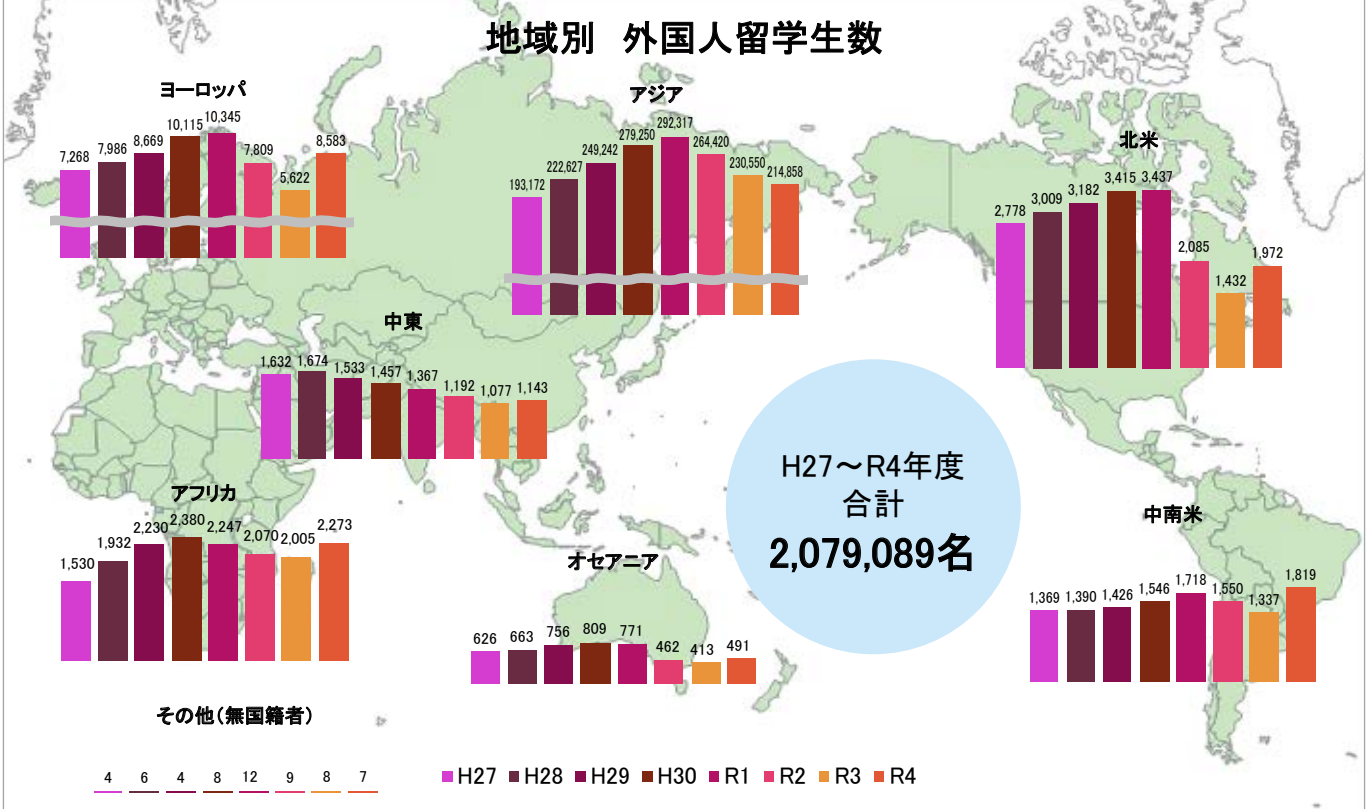 地域別　外国人留学生数
ヨーロッパ
7,268 7,986 8,669 10,115 10,345 7,809 5,622 8,583
アジア
193,172 222,627 249,242 279,250 292,317 264,420 230,550 214,858
北米
2,778 3,009 3,182 3,415 3,437 2,085 1,432 1,972
中東
1,632 1,674 1,533 1,457 1,367 1,192 1,077 1,143
アフリカ
1,530 1,932 2,230 2,380 2,247 2,070 2,005 2,273
オセアニア
626 663 756 809 771 462 413 491
H27～R4年度
合計
2,079,089名
中南米
1,369 1,390 1,426 1,546 1,718 1,550 1,337 1,819
その他（無国籍者）
4 6 4 8 12 9 8 7
H27 H28 H29 H30 R1 R2 R3 R4